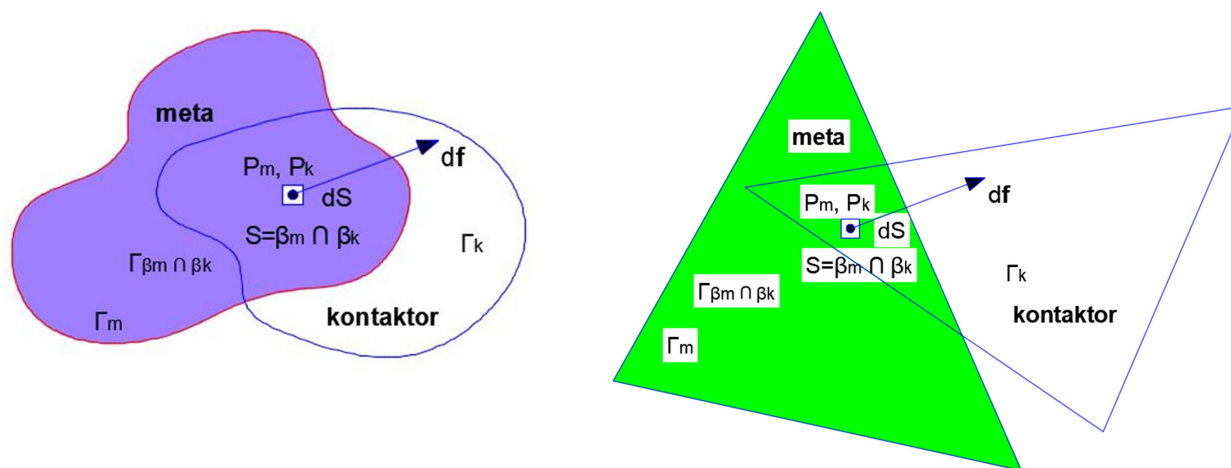 meta
df
Pm, Pk
dS
S=βm ∩ βk
Γk
Γβm ∩ βk
kontaktor
Γm
meta
df
Pm, Pk
dS
S=βm ∩ βk
Γk
Γβm ∩ βk
kontaktor
Γm